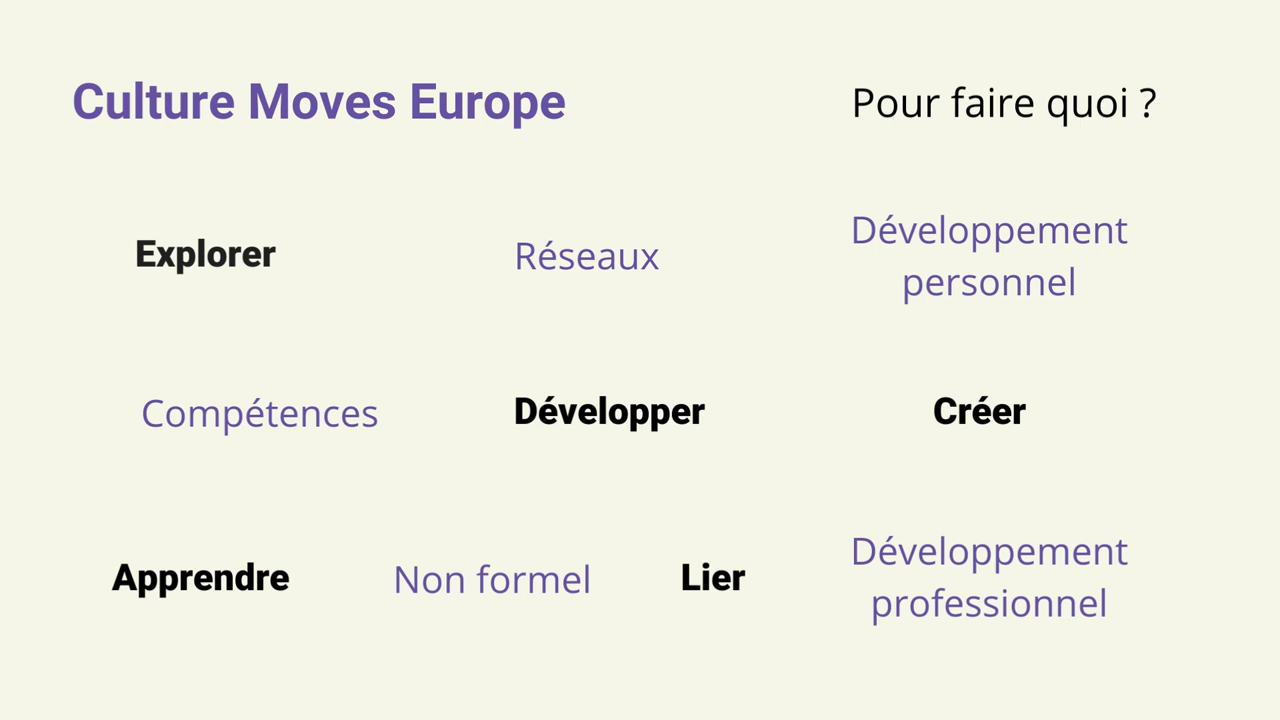 Culture Moves Europe
Pour faire quoi ?
Explorer
Réseaux
Développement
personnel
Compétences
Développer
Créer
Apprendre
Non formel
Lier
Développement
professionnel